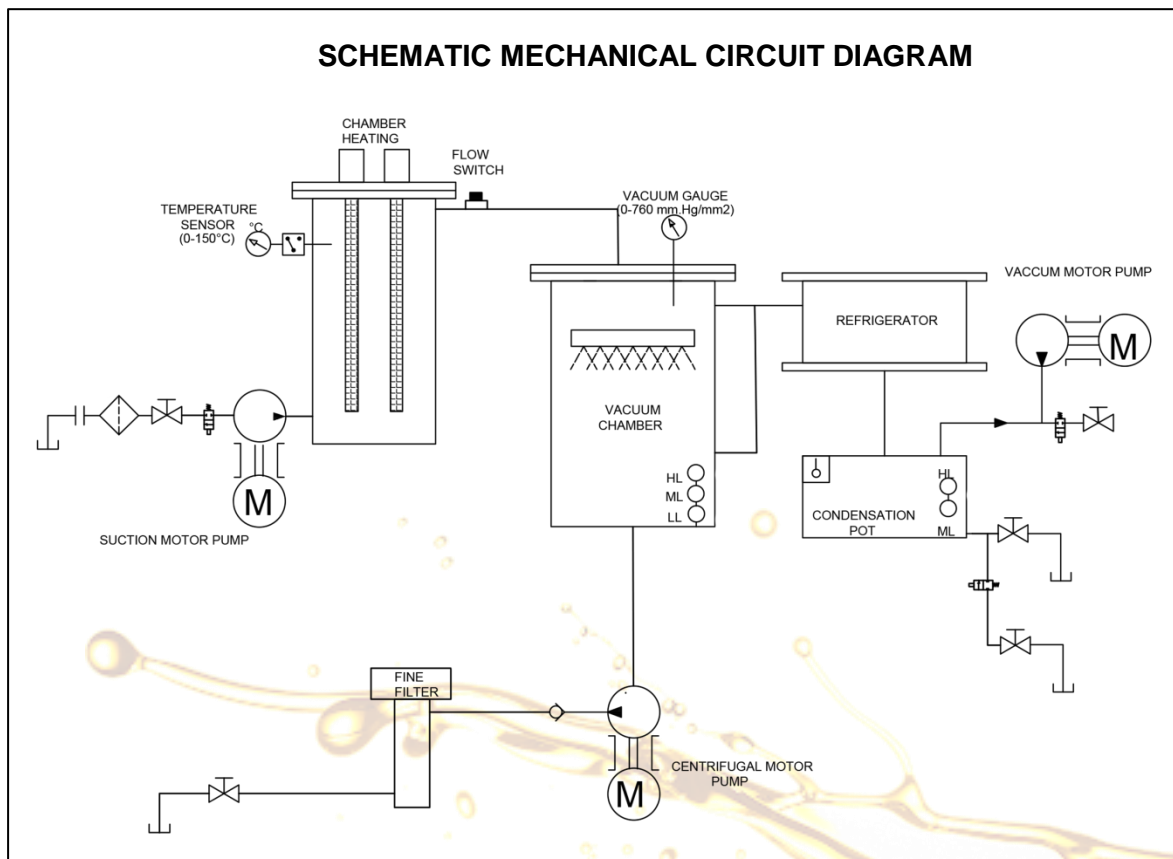 SCHEMATIC MECHANICAL CIRCUIT DIAGRAM
CHAMBER
HEATING
FLOW
SWITCH
TEMPERATURE
SENSOR
(0-150°C)
°C
VACUUM GAUGE
(0-760 mm.Hg/mm2)
VACCUM MOTOR PUMP
REFRIGERATOR
M
VACUUM
CHAMBER
HL
ML
LL
HL
CONDENSATION
POT
ML
M
SUCTION MOTOR PUMP
FINE
FILTER
CENTRIFUGAL MOTOR
PUMP
M